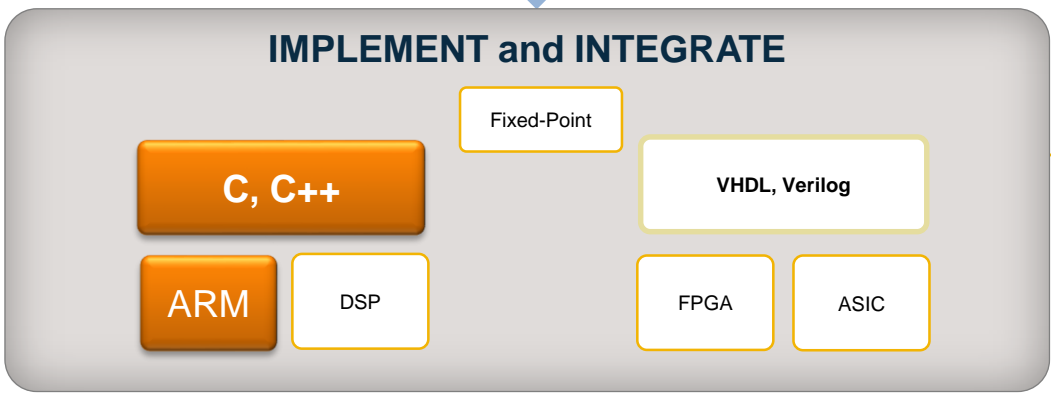 IMPLEMENT and INTEGRATE
Fixed-Point
C, C++
VHDL, Verilog
ARM
DSP
FPGA
ASIC